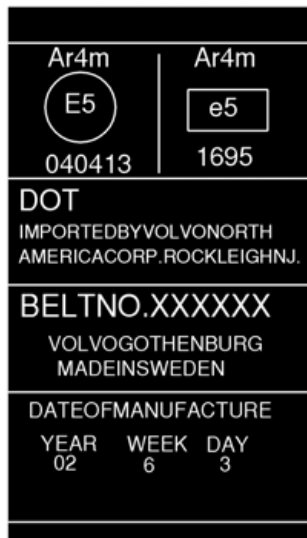 Ar4m Ar4m
E5 e5
040413 1695
DOT
IMPORTEDBYVOLVONORTH
AMERICACORP.ROCKLEIGHNJ.
BELTNO.XXXXXX
VOLVOGOTHENBURG
MADEINSWEDEN
DATEOFMANUFACTURE
YEAR WEEK DAY
02 6 3